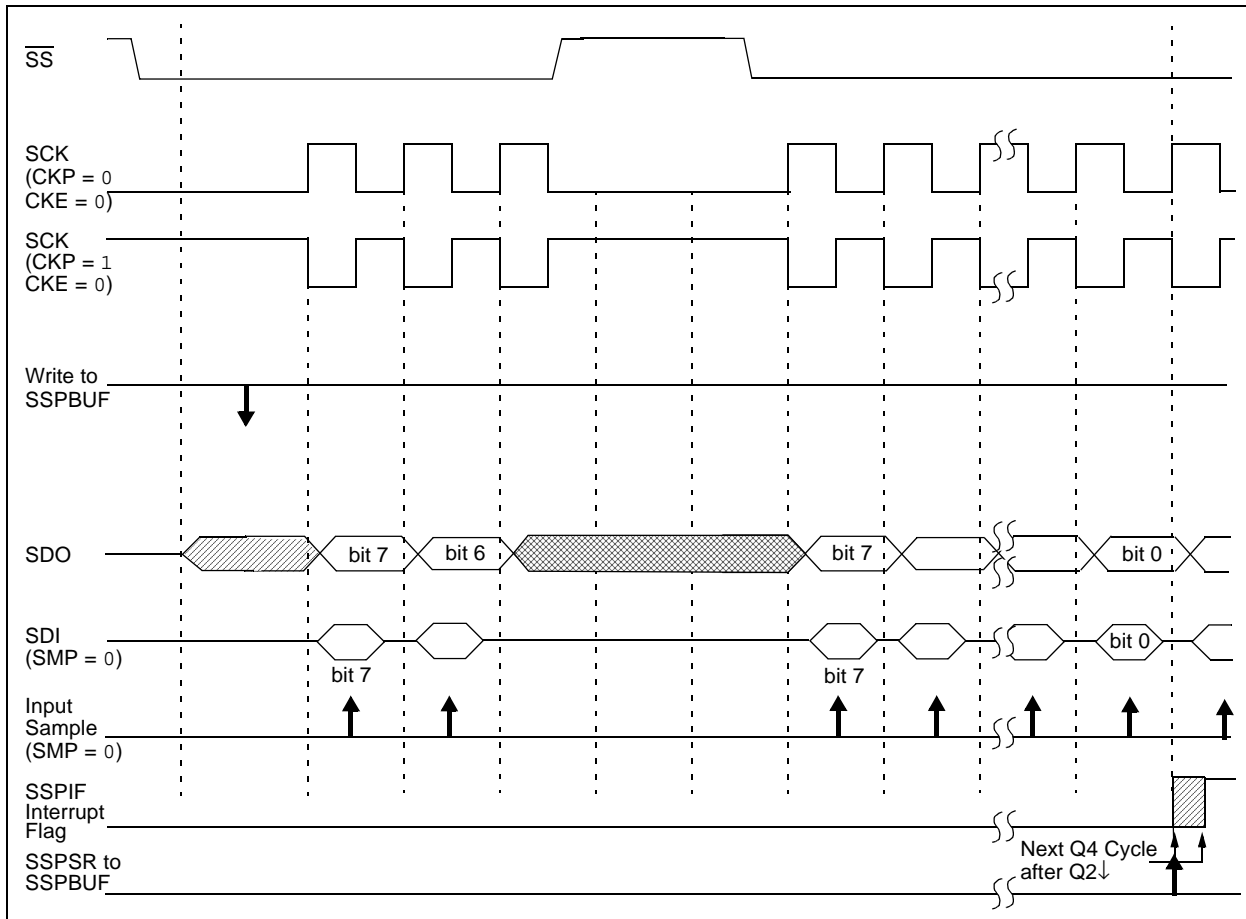 SS
SCK
(CKP = 0
CKE = 0)
SCK
(CKP = 1
CKE = 0)
Write to
SSPBUF
SDO
bit 7
bit 6
bit 7
bit 0
SDI
(SMP = 0)
bit 7
bit 7
bit 0
Input
Sample
(SMP = 0)
SSPIF
Interrupt
Flag
SSPSR to
SSPBUF
Next Q4 Cycle
after Q2↓